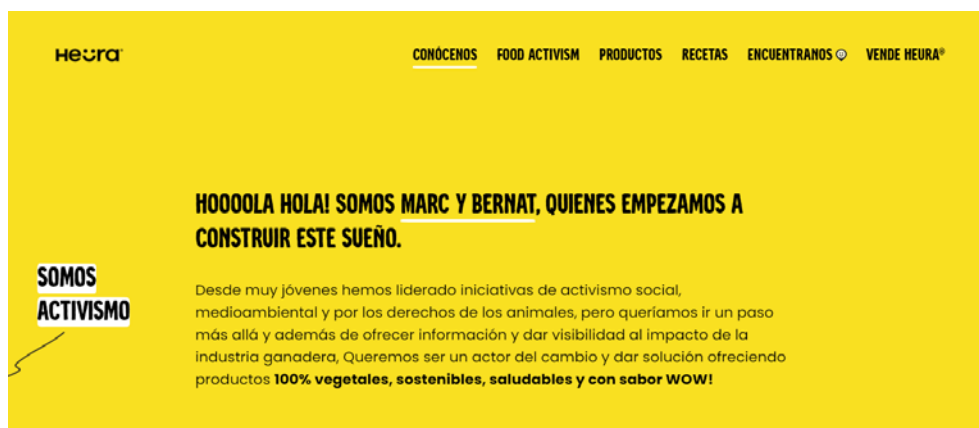 Heura
CONÓCENOS FOOD ACTIVISM PRODUCTOS RECETAS ENCUENTRANOS VENDE HEURA®
HOOOOLA HOLA! SOMOS MARC Y BERNAT, QUIENES EMPEZAMOS A
CONSTRUIR ESTE SUEÑO.
SOMOS
ACTIVISMO
Desde muy jóvenes hemos liderado iniciativas de activismo social,
medioambiental y por los derechos de los animales, pero queríamos ir un paso
más allá y además de ofrecer información y dar visibilidad al impacto de la
industria ganadera, Queremos ser un actor del cambio y dar solución ofreciendo
productos 100% vegetales, sostenibles, saludables y con sabor WOW!